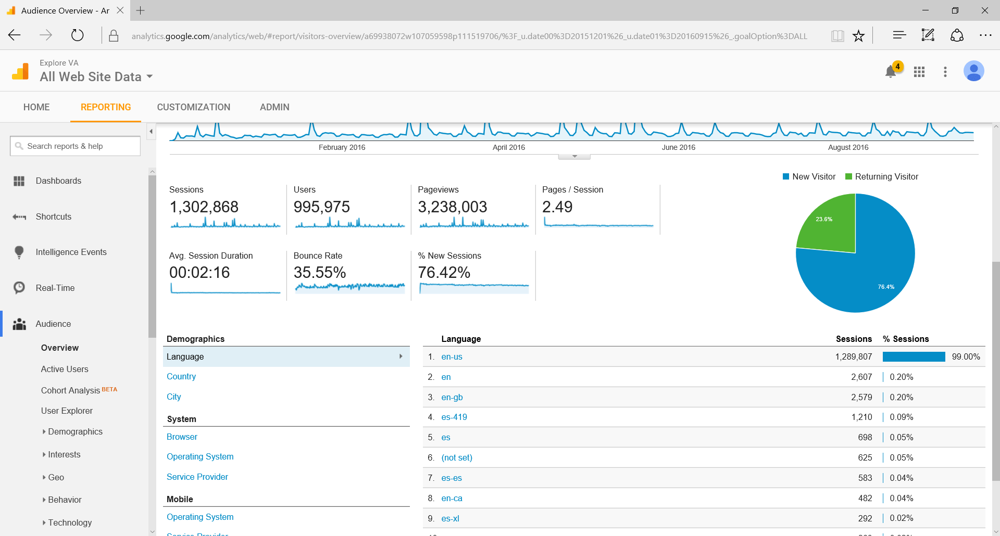 Audience Overview - Ar
analytics.google.com/analytics/web/#report/visitors-overview/a69938072w107059598p111519706/%3F_u.date00%3D20151201%26_u.date01%3D20160915%26_.goalOption%3DALL
Explore VA
All Web Site Data
4
HOME REPORTING CUSTOMIZATION ADMIN
Search reports & help
Dashboards
Shortcuts
Intelligence Events
Real-Time
Audience
Overview
Active Users
Cohort Analysis BETA
User Explorer
Demographics
Interests
Geo
Behavior
Technology
February 2016 April 2016 June 2016 August 2016
New Visitor Returning Visitor
Sessions
1,302,868
Users
995,975
Pageviews
3,238,003
Pages / Session
2.49
Avg. Session Duration
00:02:16
Bounce Rate
35.55%
% New Sessions
76.42%
23.6%
76.4%
Demographics
Language
Country
City
System
Browser
Operating System
Service Provider
Mobile
Operating System
Language Sessions % Sessions
1. en-us 1,289,807 99.00%
2. en 2,607 0.20%
3. en-gb 2,579 0.20%
4. es-419 1,210 0.09%
5. es 698 0.05%
6. (not set) 625 0.05%
7. es-es 583 0.04%
8. en-ca 482 0.04%
9. es-xl 292 0.02%